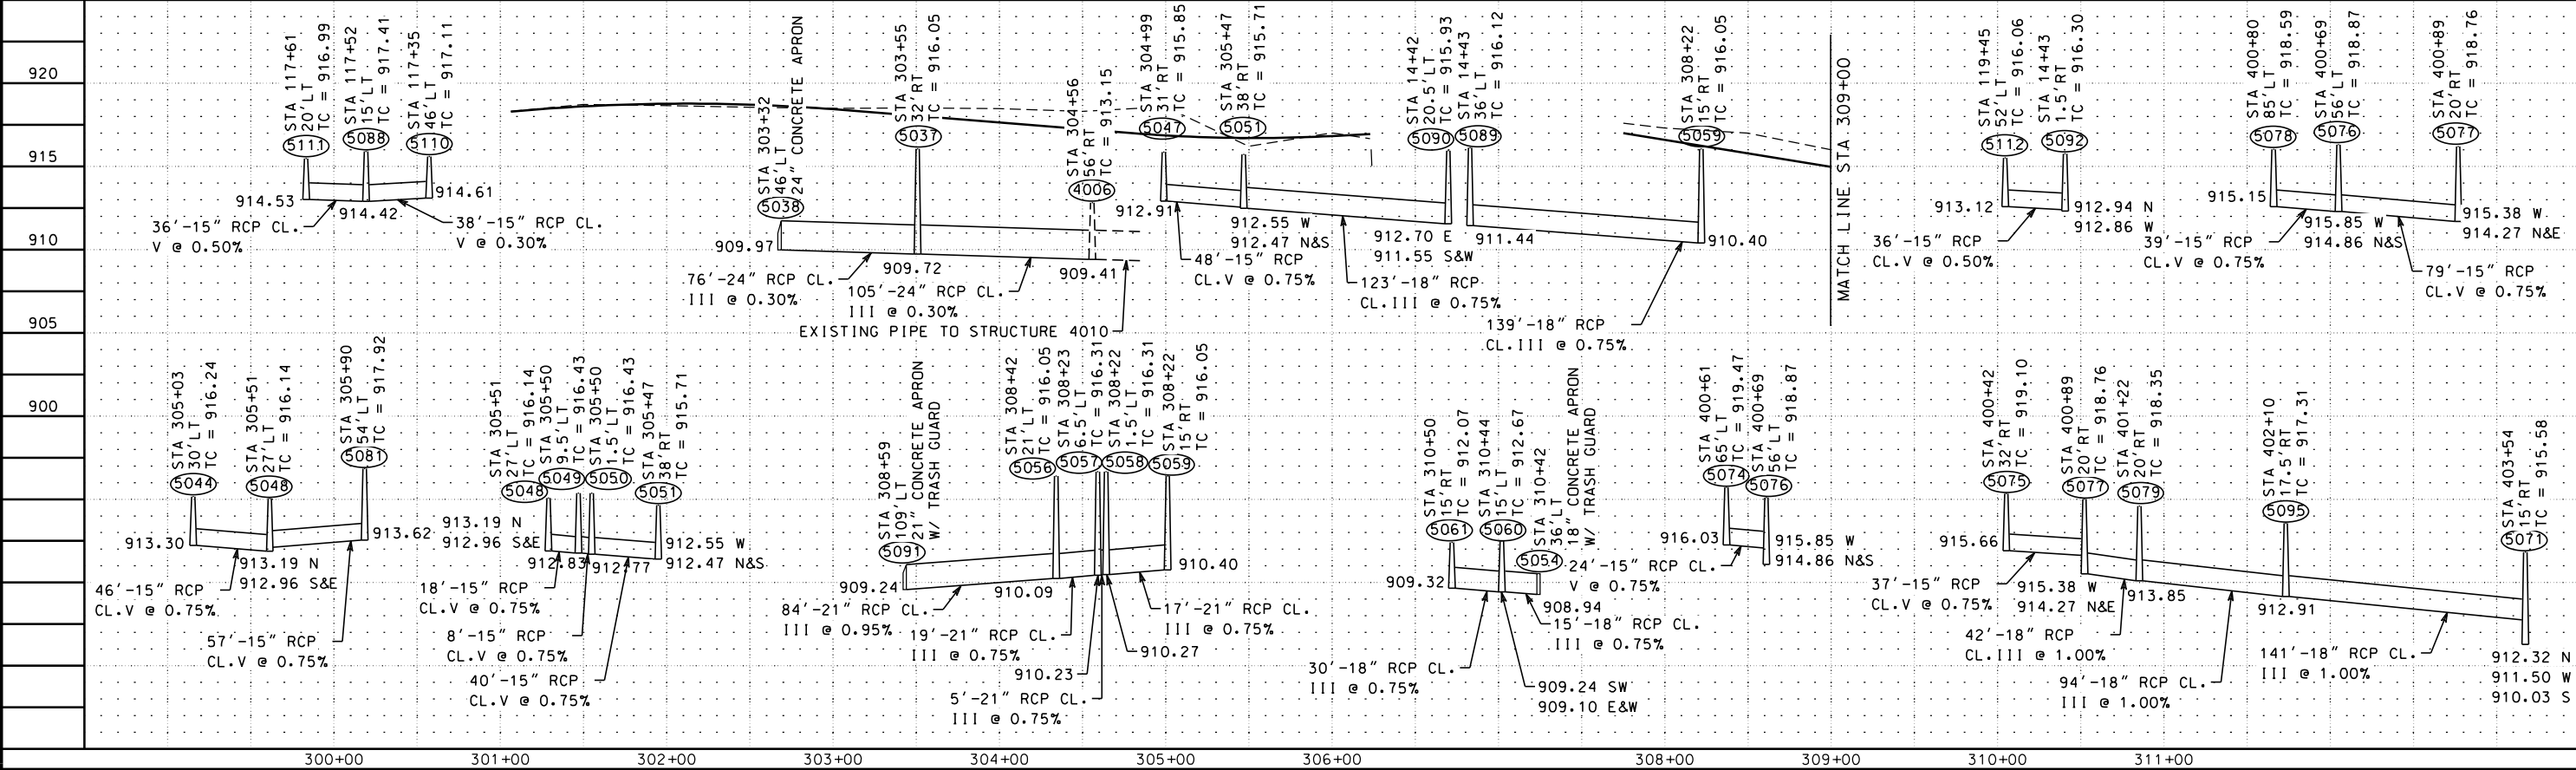 920
915
910
905
900
STA 117+61
20'LT
TC = 916.99
5111
STA 117+52
15'LT
TC = 917.41
5088
STA 117+35
46'LT
TC = 917.11
5110
914.53
914.42
914.61
36'-15" RCP CL.
V @ 0.50%
38'-15" RCP CL.
V @ 0.30%
STA 303+32
46'LT
24" CONCRETE APRON
5038
STA 303+55
32'RT
TC = 916.05
5037
STA 304+56
56'RT
TC = 913.15
4006
909.97
909.72
909.41
76'-24" RCP CL.
III @ 0.30%
105'-24" RCP CL.
III @ 0.30%
EXISTING PIPE TO STRUCTURE 4010
STA 304+99
31'RT
TC = 915.85
5047
STA 305+47
38'RT
TC = 915.71
5051
STA 14+42
20.5'LT
TC = 915.93
5090
STA 14+43
36'LT
TC = 916.12
5089
STA 308+22
15'RT
TC = 916.05
5059
912.91
912.55 W
912.47 N&S
48'-15" RCP
CL.V @ 0.75%
912.70 E
911.55 S&W
123'-18" RCP
CL.III @ 0.75%
911.44
910.40
139'-18" RCP
CL.III @ 0.75%
MATCH LINE STA 309+00
STA 119+45
52'LT
TC = 916.06
5112
STA 14+43
1.5'RT
TC = 916.30
5092
913.12
912.94 N
912.86 W
36'-15" RCP
CL.V @ 0.50%
STA 400+80
85'LT
TC = 918.59
5078
STA 400+69
56'LT
TC = 918.87
5076
STA 400+89
20'RT
TC = 918.76
5077
915.15
915.85 W
914.86 N&S
915.38 W
914.27 N&E
39'-15" RCP
CL.V @ 0.75%
79'-15" RCP
CL.V @ 0.75%
STA 305+03
30'LT
TC = 916.24
5044
STA 305+51
27'LT
TC = 916.14
5048
STA 305+90
54'LT
TC = 917.92
5081
913.30
913.19 N
912.96 S&E
913.62
46'-15" RCP
CL.V @ 0.75%
57'-15" RCP
CL.V @ 0.75%
STA 305+51
27'LT
TC = 916.14
5048
STA 305+50
9.5'LT
TC = 916.43
5049
STA 305+50
1.5'LT
TC = 916.43
5050
STA 305+47
38'RT
TC = 915.71
5051
913.19 N
912.96 S&E
912.83
912.77
912.55 W
912.47 N&S
18'-15" RCP
CL.V @ 0.75%
8'-15" RCP
CL.V @ 0.75%
40'-15" RCP
CL.V @ 0.75%
STA 308+59
109'LT
21" CONCRETE APRON
W/ TRASH GUARD
5091
STA 308+42
21'LT
TC = 916.05
5056
STA 308+23
6.5'LT
TC = 916.31
5057
STA 308+22
1.5'LT
TC = 916.31
5058
STA 308+22
15'RT
TC = 916.05
5059
909.24
910.09
910.40
84'-21" RCP CL.
III @ 0.95%
19'-21" RCP CL.
III @ 0.75%
17'-21" RCP CL.
III @ 0.75%
910.27
910.23
5'-21" RCP CL.
III @ 0.75%
STA 310+50
15'RT
TC = 912.07
5061
STA 310+44
15'LT
TC = 912.67
5060
STA 310+42
36'LT
18" CONCRETE APRON
W/ TRASH GUARD
5054
909.32
908.94
15'-18" RCP CL.
III @ 0.75%
30'-18" RCP CL.
III @ 0.75%
909.24 SW
909.10 E&W
STA 400+61
65'LT
TC = 919.47
5074
STA 400+69
56'LT
TC = 918.87
5076
916.03
915.85 W
914.86 N&S
24'-15" RCP CL.
V @ 0.75%
STA 400+42
32'RT
TC = 919.10
5075
STA 400+89
20'RT
TC = 918.76
5077
STA 401+22
20'RT
TC = 918.35
5079
STA 402+10
17.5'RT
TC = 917.31
5095
STA 403+54
15'RT
TC = 915.58
5071
915.66
37'-15" RCP
CL.V @ 0.75%
915.38 W
914.27 N&E
913.85
912.91
42'-18" RCP
CL.III @ 1.00%
94'-18" RCP CL.
III @ 1.00%
141'-18" RCP CL.
III @ 1.00%
912.32 N
911.50 W
910.03 S
300+00
301+00
302+00
303+00
304+00
305+00
306+00
308+00
309+00
310+00
311+00